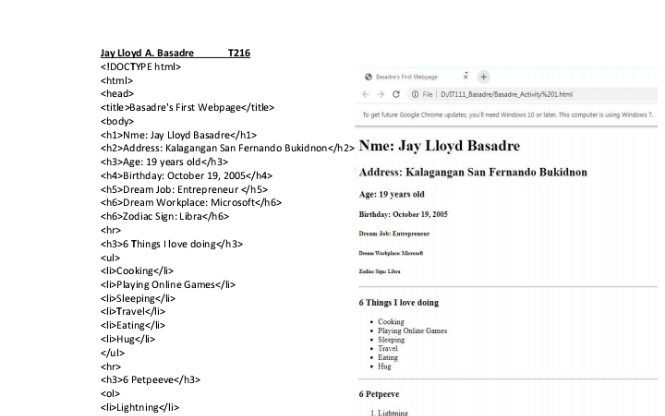 Jay Lloyd A. Basadre T216
<!DOCTYPE html>
<html>
<head>
<title>Basadre's First Webpage</title>
<body>
<h1>Nme: Jay Lloyd Basadre</h1>
<h2>Address: Kalagangan San Fernando Bukidnon</h2>
<h3>Age: 19 years old</h3>
<h4>Birthday: October 19, 2005</h4>
<h5>Dream Job: Entrepreneur </h5>
<h6>Dream Workplace: Microsoft</h6>
<h6>Zodiac Sign: Libra</h6>
<hr>
<h3>6 Things I love doing</h3>
<ul>
<li>Cooking</li>
<li>Playing Online Games</li>
<li>Sleeping</li>
<li>Travel</li>
<li>Eating</li>
<li>Hug</li>
</ul>
<hr>
<h3>6 Petpeeve</h3>
<ol>
<li>Lightning</li>
Basadre's First Webpage
File | D:/IT111_Basadre/Basadre_Activity%201.html
To get future Google Chrome updates, you'll need Windows 10 or later. This computer is using Windows 7.
Nme: Jay Lloyd Basadre
Address: Kalagangan San Fernando Bukidnon
Age: 19 years old
Birthday: October 19, 2005
Dream Job: Entrepreneur
Dream Workplace: Microsoft
Zodiac Sign: Libra
6 Things I love doing
• Cooking
• Playing Online Games
• Sleeping
• Travel
• Eating
• Hug
6 Petpeeve
1. Lightning